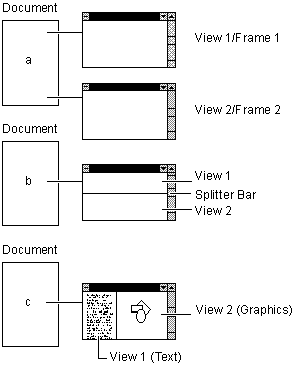 Document
a
View 1/Frame 1
View 2/Frame 2
Document
b
View 1
Splitter Bar
View 2
Document
c
View 2 (Graphics)
View 1 (Text)